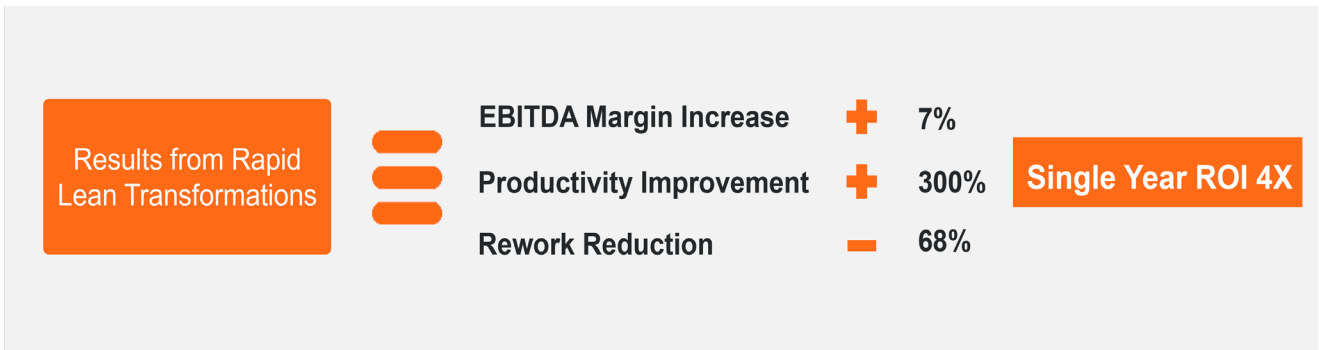 Results from Rapid
Lean Transformations
EBITDA Margin Increase + 7%
Productivity Improvement + 300%
Rework Reduction - 68%
Single Year ROI 4X